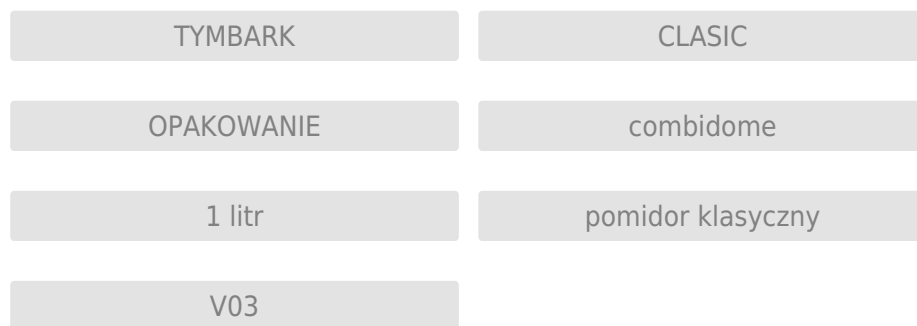 TYMBARK
CLASIC
OPAKOWANIE
combidome
1 litr
pomidor klasyczny
V03